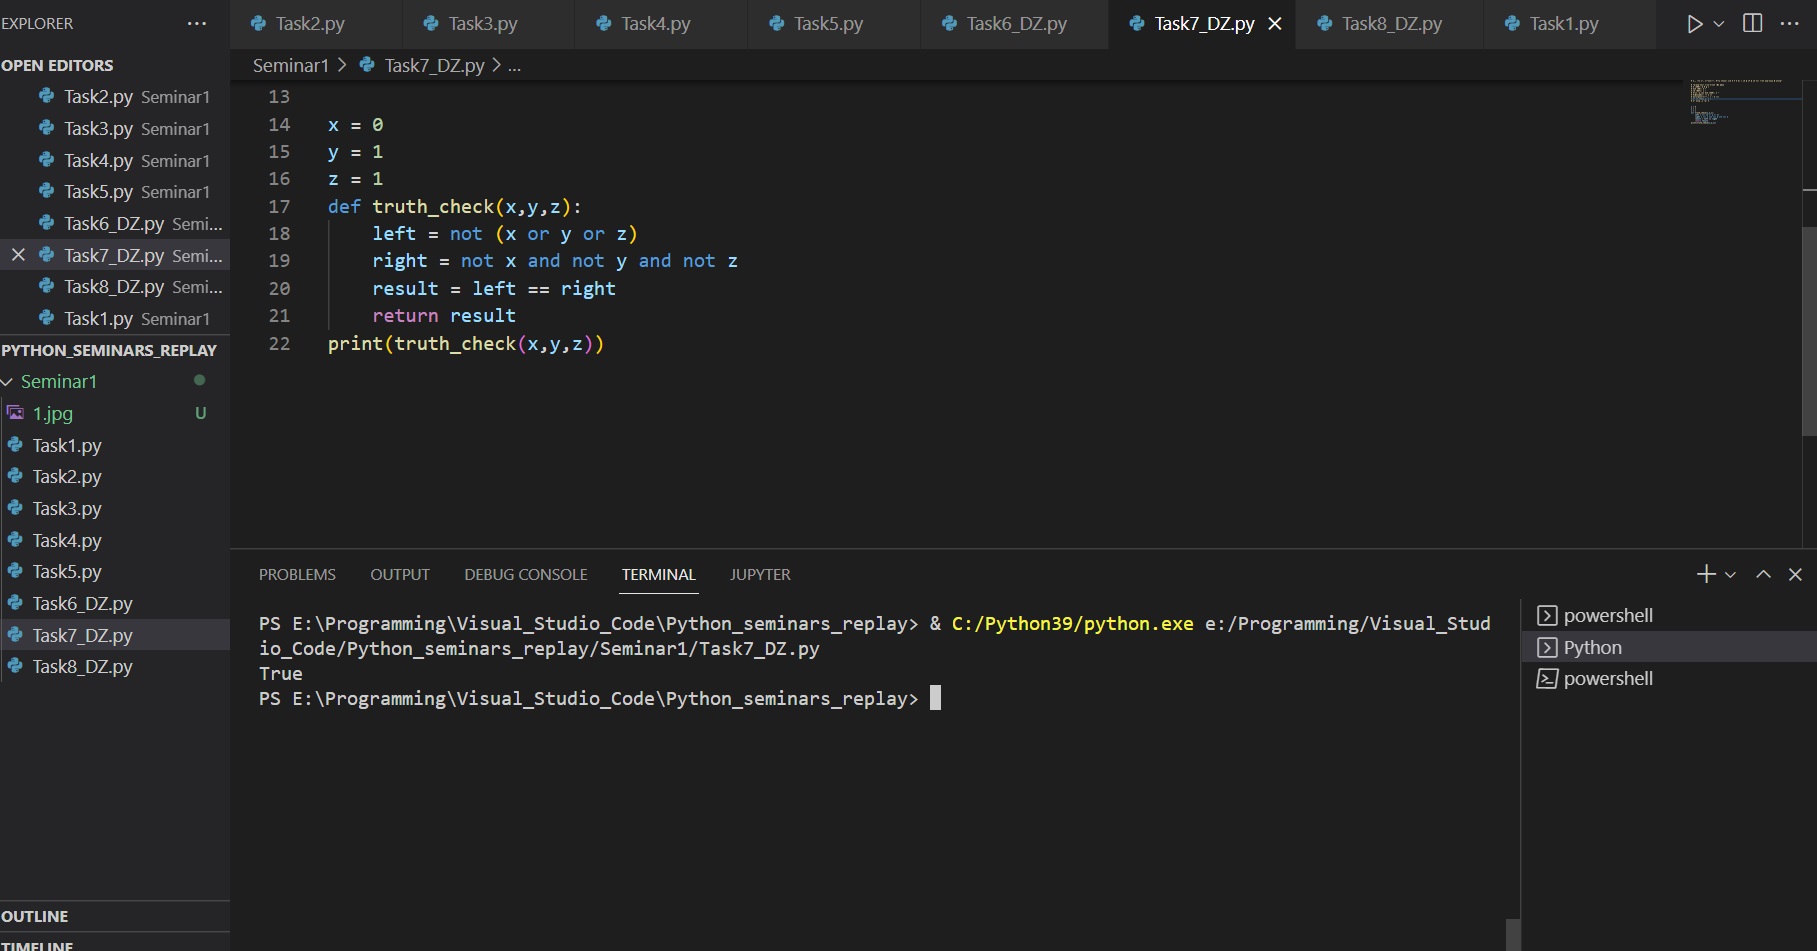 EXPLORER
OPEN EDITORS
Task2.py Seminar1
Task3.py Seminar1
Task4.py Seminar1
Task5.py Seminar1
Task6_DZ.py Semi...
Task7_DZ.py Semi...
Task8_DZ.py Semi...
Task1.py Seminar1
PYTHON_SEMINARS_REPLAY
Seminar1
1.jpg U
Task1.py
Task2.py
Task3.py
Task4.py
Task5.py
Task6_DZ.py
Task7_DZ.py
Task8_DZ.py
OUTLINE
TIMELINE
Task2.py Task3.py Task4.py Task5.py Task6_DZ.py Task7_DZ.py Task8_DZ.py Task1.py
Seminar1 > Task7_DZ.py > ...
13
14 x = 0
15 y = 1
16 z = 1
17 def truth_check(x,y,z):
18     left = not (x or y or z)
19     right = not x and not y and not z
20     result = left == right
21     return result
22 print(truth_check(x,y,z))
PROBLEMS OUTPUT DEBUG CONSOLE TERMINAL JUPYTER
PS E:\Programming\Visual_Studio_Code\Python_seminars_replay> & C:/Python39/python.exe e:/Programming/Visual_Stud
io_Code/Python_seminars_replay/Seminar1/Task7_DZ.py
True
PS E:\Programming\Visual_Studio_Code\Python_seminars_replay>
powershell
Python
powershell